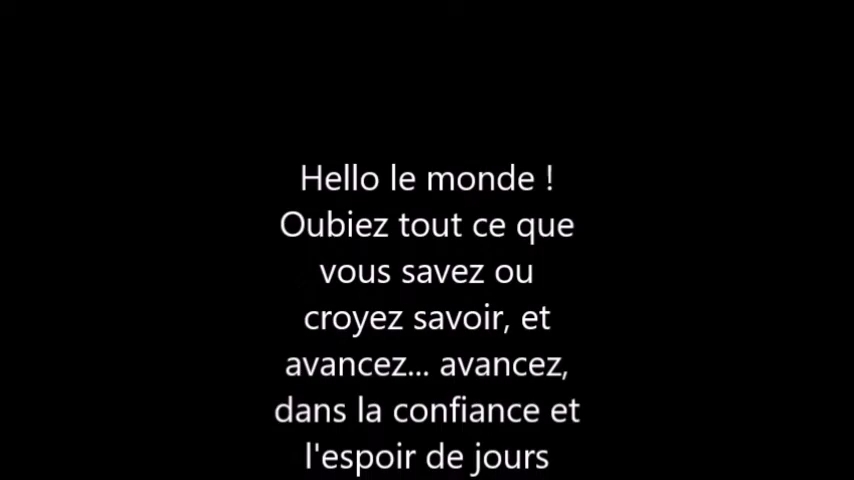 Hello le monde !
Oubiez tout ce que
vous savez ou
croyez savoir, et
avancez... avancez,
dans la confiance et
l'espoir de jours